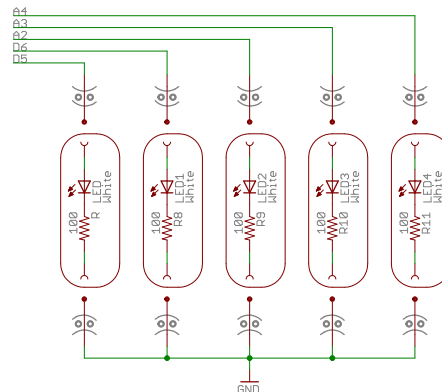 A4
A3
A2
D6
D5
LED
White
100
R
LED1
White
100
R8
LED2
White
100
R9
LED3
White
100
R10
LED4
White
100
R11
GND